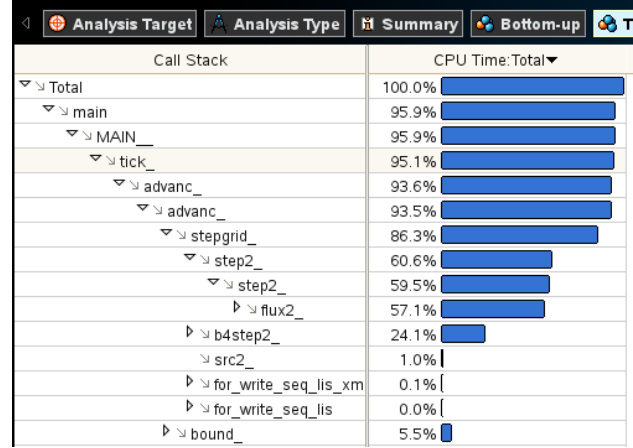 Analysis Target Analysis Type Summary Bottom-up T
Call Stack CPU Time:Total
Total 100.0%
main 95.9%
MAIN__ 95.9%
tick_ 95.1%
advanc_ 93.6%
advanc_ 93.5%
stepgrid_ 86.3%
step2_ 60.6%
step2_ 59.5%
flux2_ 57.1%
b4step2_ 24.1%
src2_ 1.0%
for_write_seq_lis_xm 0.1%
for_write_seq_lis 0.0%
bound_ 5.5%